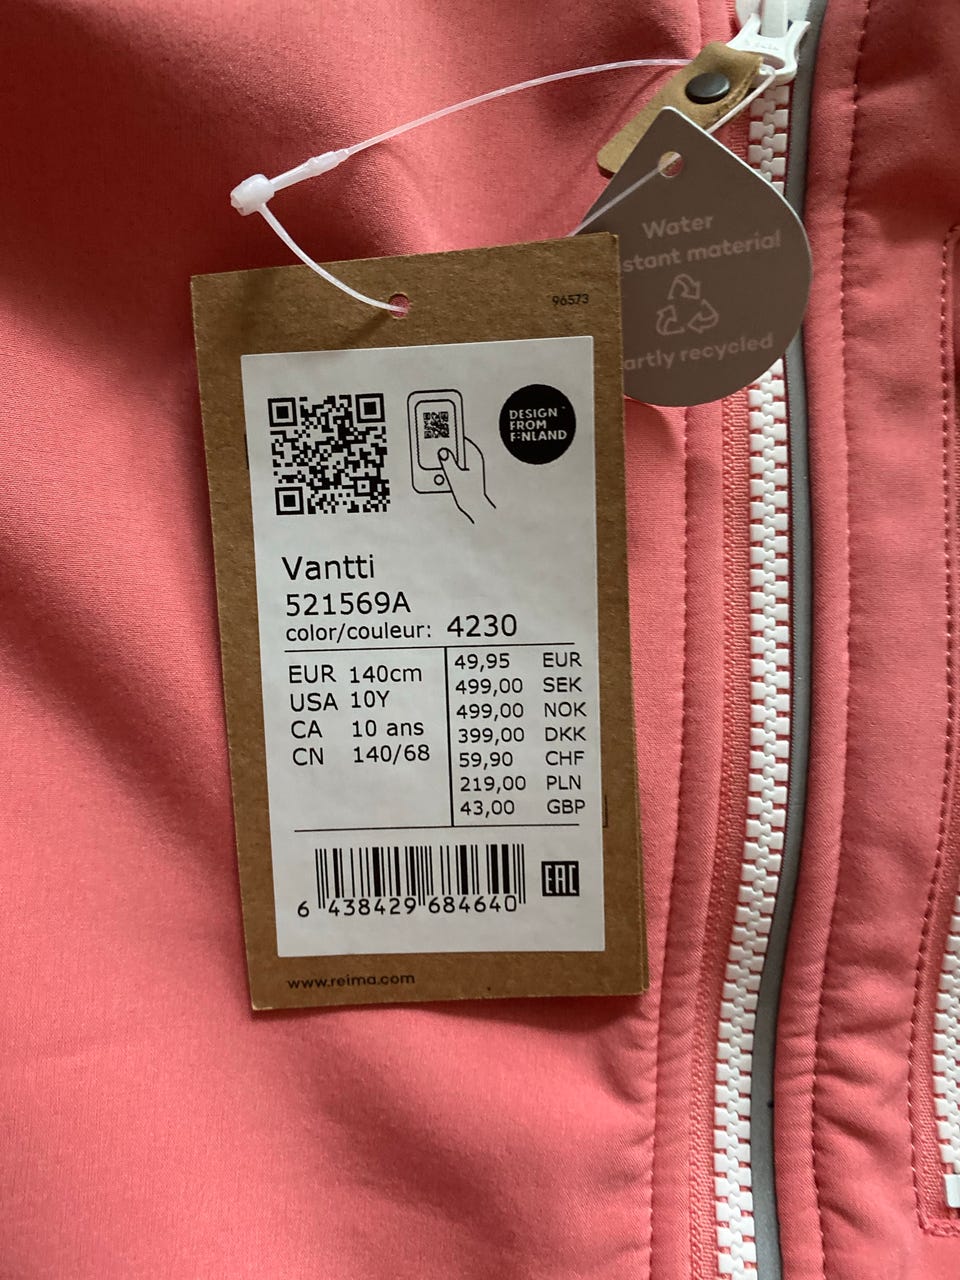 Water
stant material
artly recycled
96573
DESIGN
FROM
FINLAND
Vantti
521569A
color/couleur: 4230
EUR 140cm
USA 10Y
CA 10 ans
CN 140/68
49,95 EUR
499,00 SEK
499,00 NOK
399,00 DKK
59,90 CHF
219,00 PLN
43,00 GBP
6 438429 684640
EAC
www.reima.com